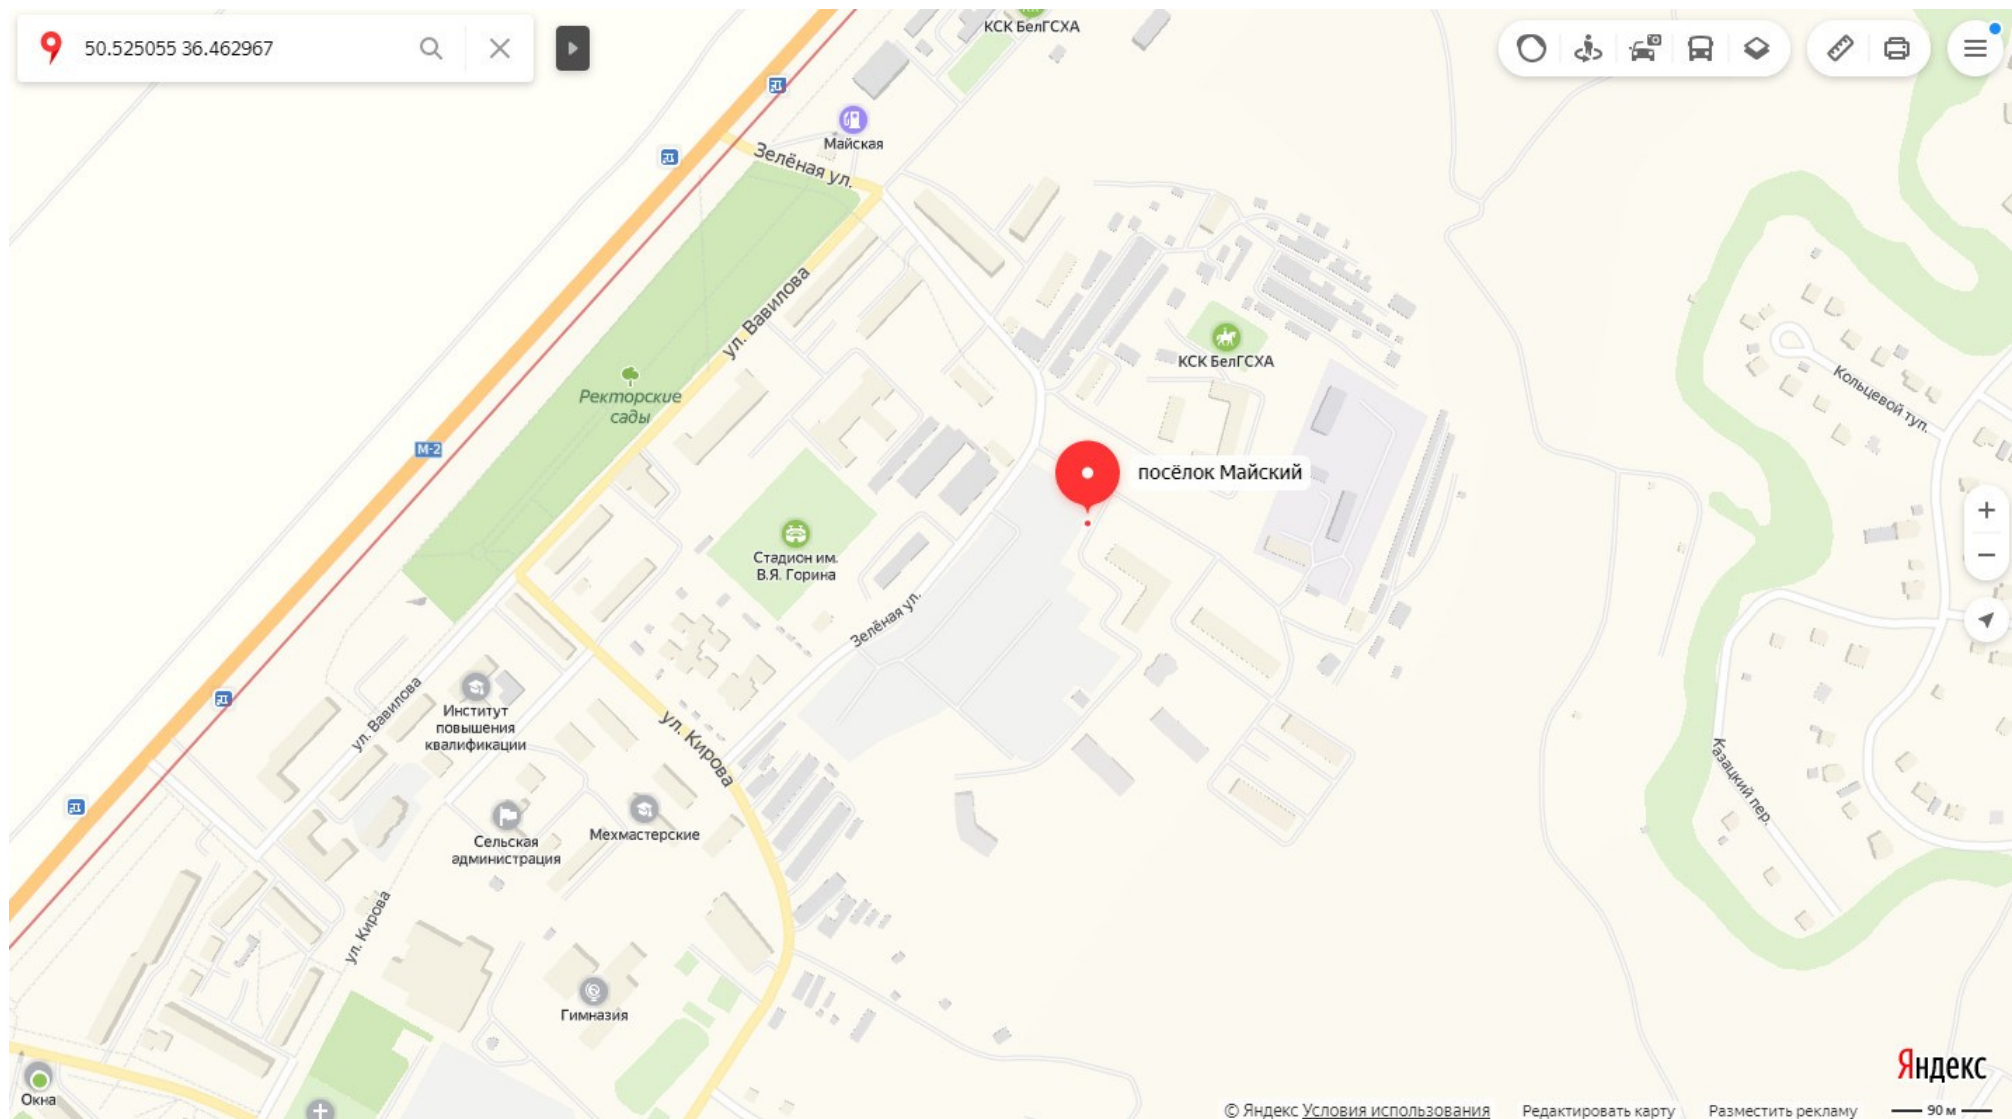 50.525055 36.462967
КСК БелГСХА
Майская
Зелёная ул.
ул. Вавилова
КСК БелГСХА
Ректорские
сады
Кольцевой туп.
М-2
посёлок Майский
Стадион им.
В.Я. Горина
Зелёная ул.
ул. Вавилова
Институт
повышения
квалификации
ул. Кирова
Казацкий пер.
Сельская
администрация
Мехмастерские
ул. Кирова
Гимназия
Окна
Яндекс
© Яндекс Условия использования
Редактировать карту
Разместить рекламу
90 м